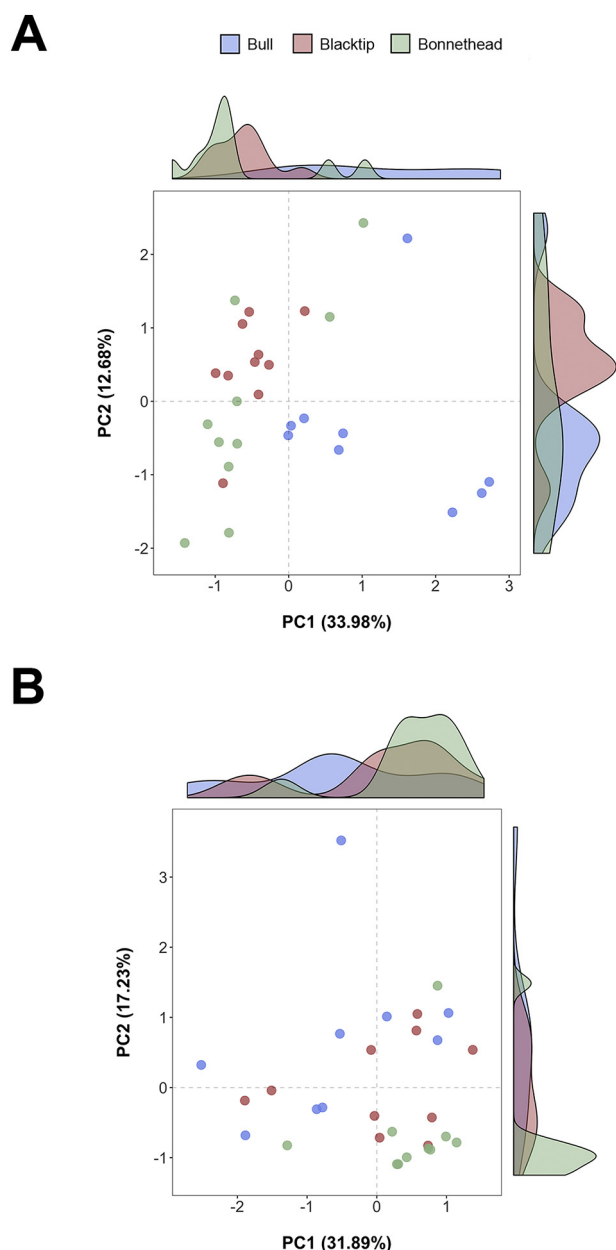 A
Bull Blacktip Bonnethead
2
1
0
-1
-2
PC2 (12.68%)
-1 0 1 2 3
PC1 (33.98%)
B
3
2
1
0
-1
PC2 (17.23%)
-2 -1 0 1
PC1 (31.89%)